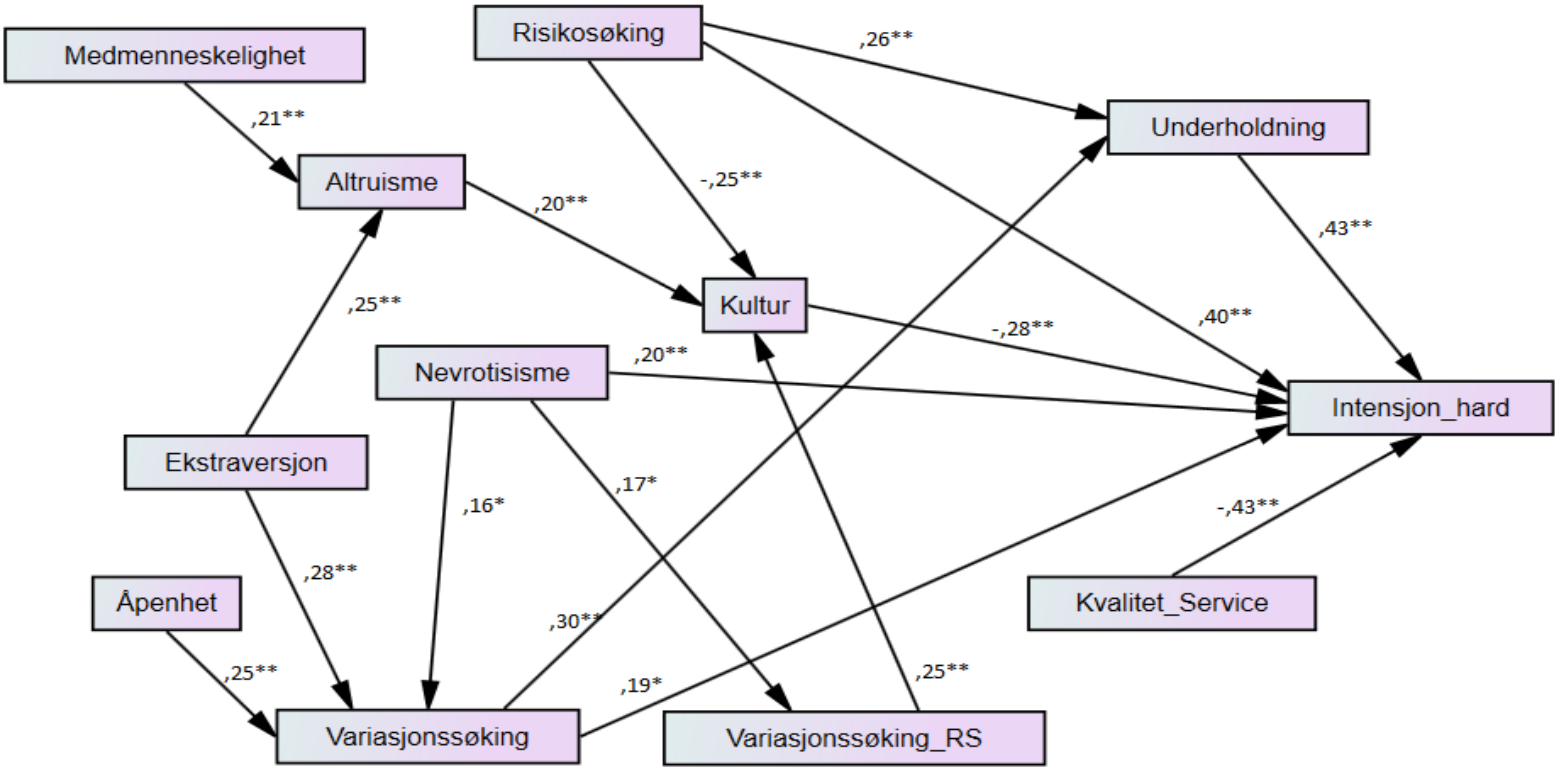 Risikosøking
Medmenneskelighet
,26**
,21**
Underholdning
Altruisme
-,25**
,20**
,43**
,25**
Kultur
-,28**
,40**
Nevrotisisme
,20**
Intensjon_hard
Ekstraversjon
,16*
,17*
-,43**
,28**
Åpenhet
Kvalitet_Service
,30**
,25**
,19*
,25**
Variasjonssøking
Variasjonssøking_RS